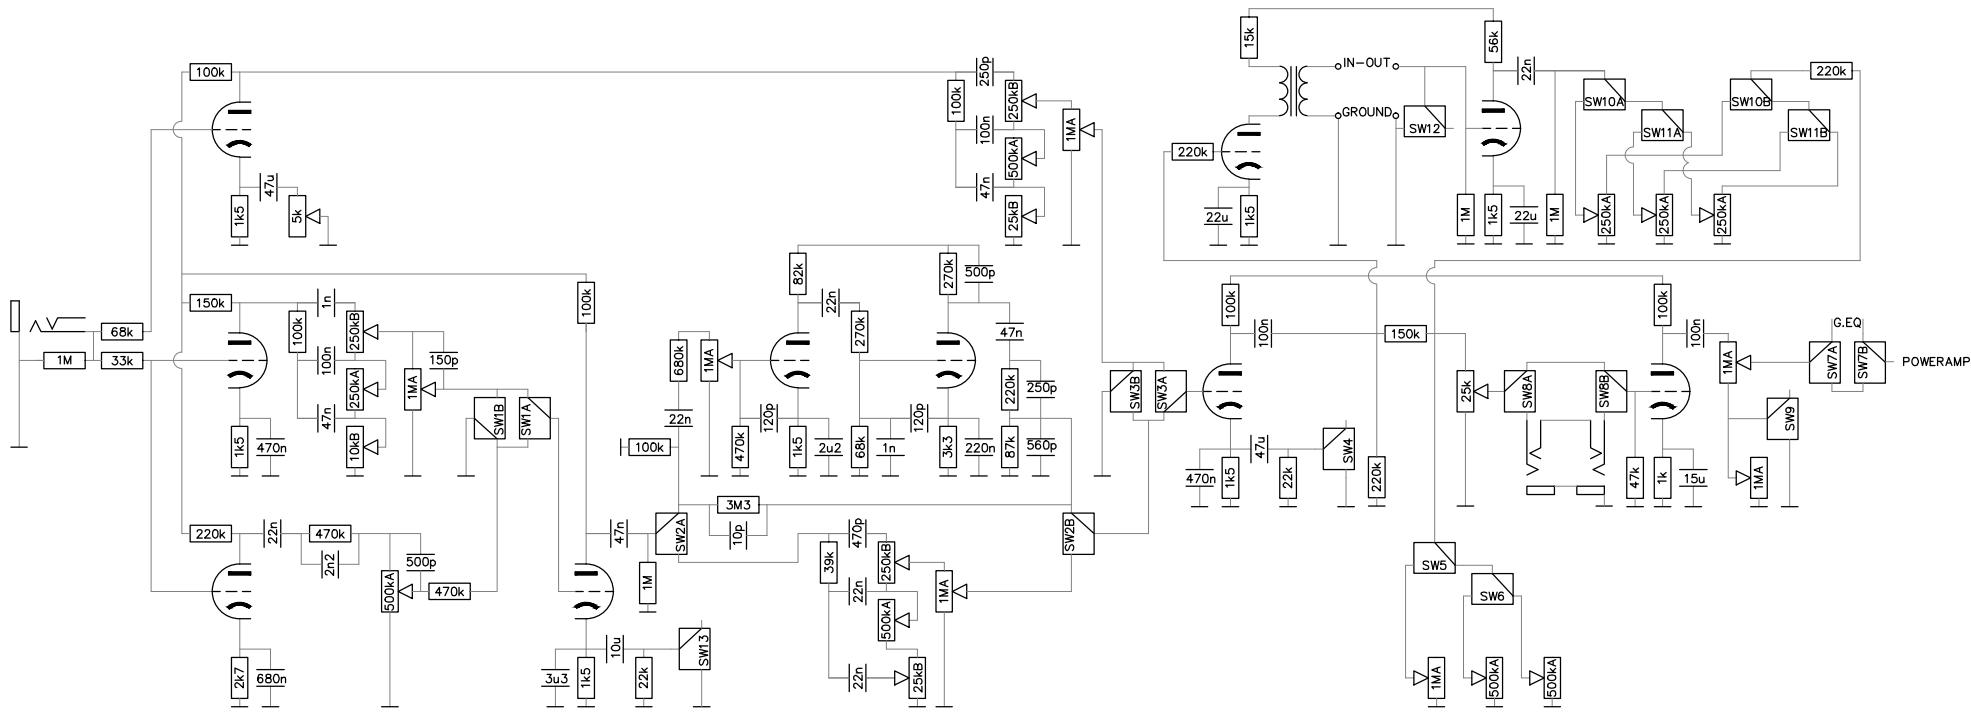 100k
47u
1k5
5k
68k
1M
33k
150k
1n
100k
250kB
100n
250kA
47n
10kB
1k5
470n
150p
1MA
SW1B
SW1A
220k
22n
470k
2n2
500kA
500p
470k
2k7
680n
100k
47n
1M
SW2A
3u3
1k5
10u
22k
SW13
680k
1MA
22n
100k
470k
120p
82k
22n
1k5
2u2
270k
68k
1n
120p
270k
500p
3k3
220n
47n
220k
250p
87k
560p
3M3
10p
39k
470p
250kB
22n
500kA
22n
25kB
1MA
SW2B
250p
100k
250kB
100n
500kA
47n
25kB
1MA
SW3B
SW3A
15k
220k
22u
1k5
IN-OUT
GROUND
SW12
1M
56k
22n
1k5
22u
1M
SW10A
SW11A
250kA
250kA
250kA
SW10B
SW11B
220k
100k
100n
470n
1k5
47u
22k
SW4
220k
150k
25k
SW8A
SW8B
47k
100k
100n
1k
15u
1MA
G.EQ
SW7A
SW7B
POWERAMP
SW9
1MA
SW5
SW6
1MA
500kA
500kA